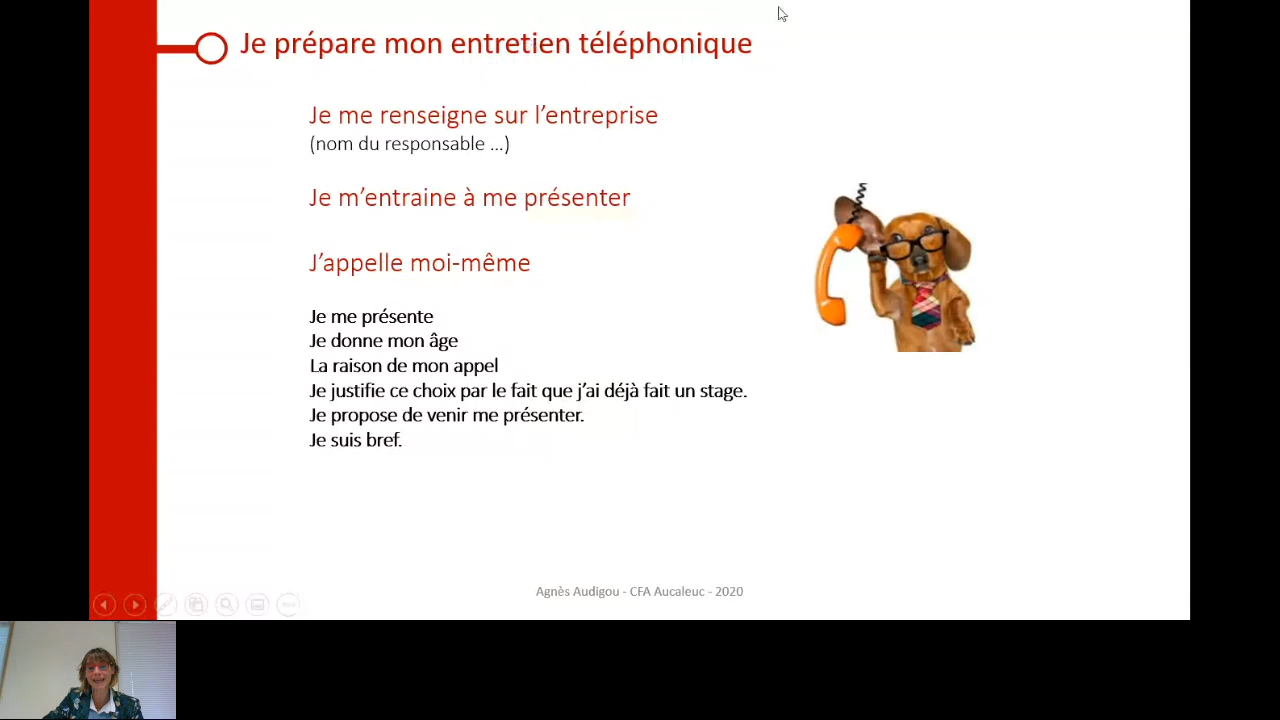 Je prépare mon entretien téléphonique
Je me renseigne sur l’entreprise
(nom du responsable ...)
Je m’entraine à me présenter
J’appelle moi-même
Je me présente
Je donne mon âge
La raison de mon appel
Je justifie ce choix par le fait que j’ai déjà fait un stage.
Je propose de venir me présenter.
Je suis bref.
Agnès Audigou - CFA Aucaleuc - 2020